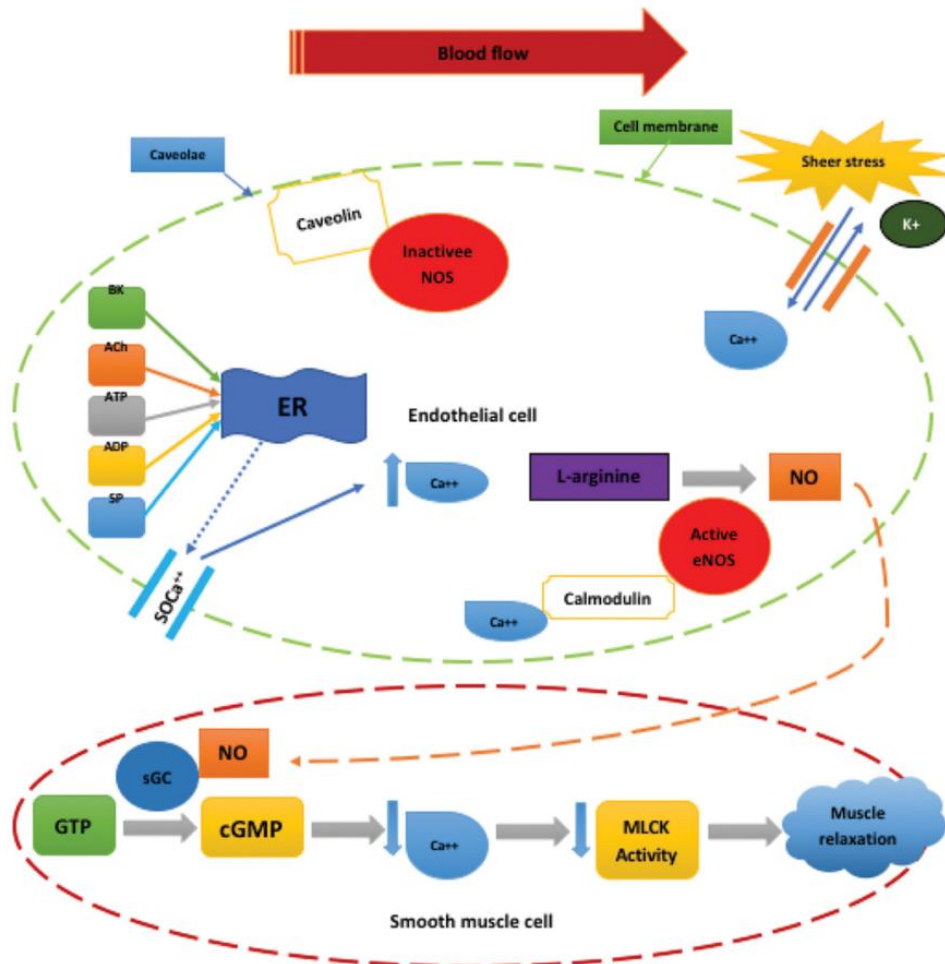 Blood flow
Cell membrane
Caveolae
Sheer stress
Caveolin
K+
Inactivee
NOS
BK
Ca++
ACh
ATP
ER
Endothelial cell
ADP
Ca++
L-arginine
NO
SP
Active
eNOS
SOCa++
Calmodulin
Ca++
NO
sGC
GTP
cGMP
Ca++
MLCK
Activity
Muscle
relaxation
Smooth muscle cell